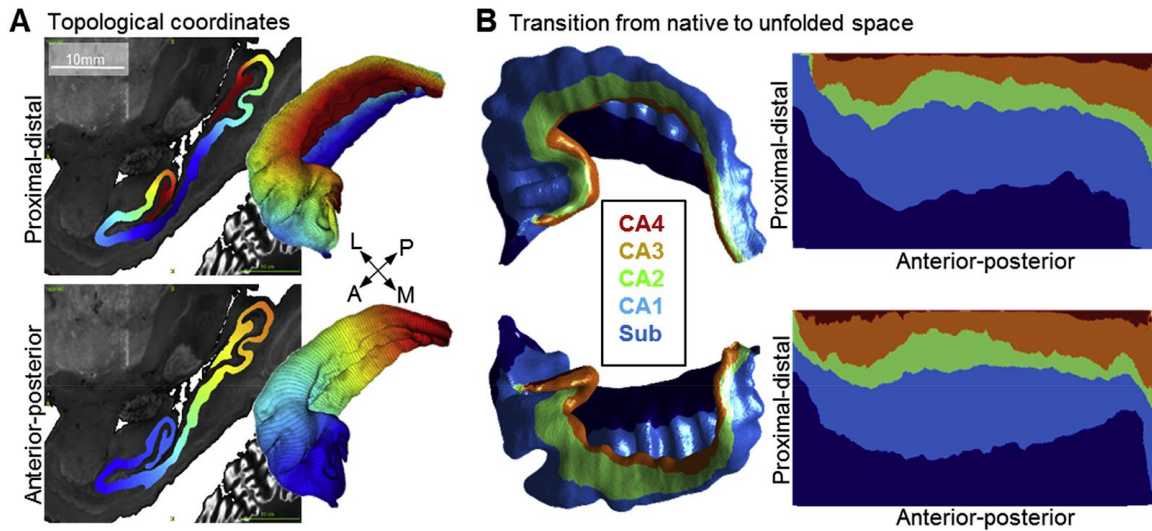 A Topological coordinates
B Transition from native to unfolded space
10mm
Proximal-distal
Anterior-posterior
L P
A M
CA4
CA3
CA2
CA1
Sub
Proximal-distal
Anterior-posterior
Proximal-distal
Anterior-posterior